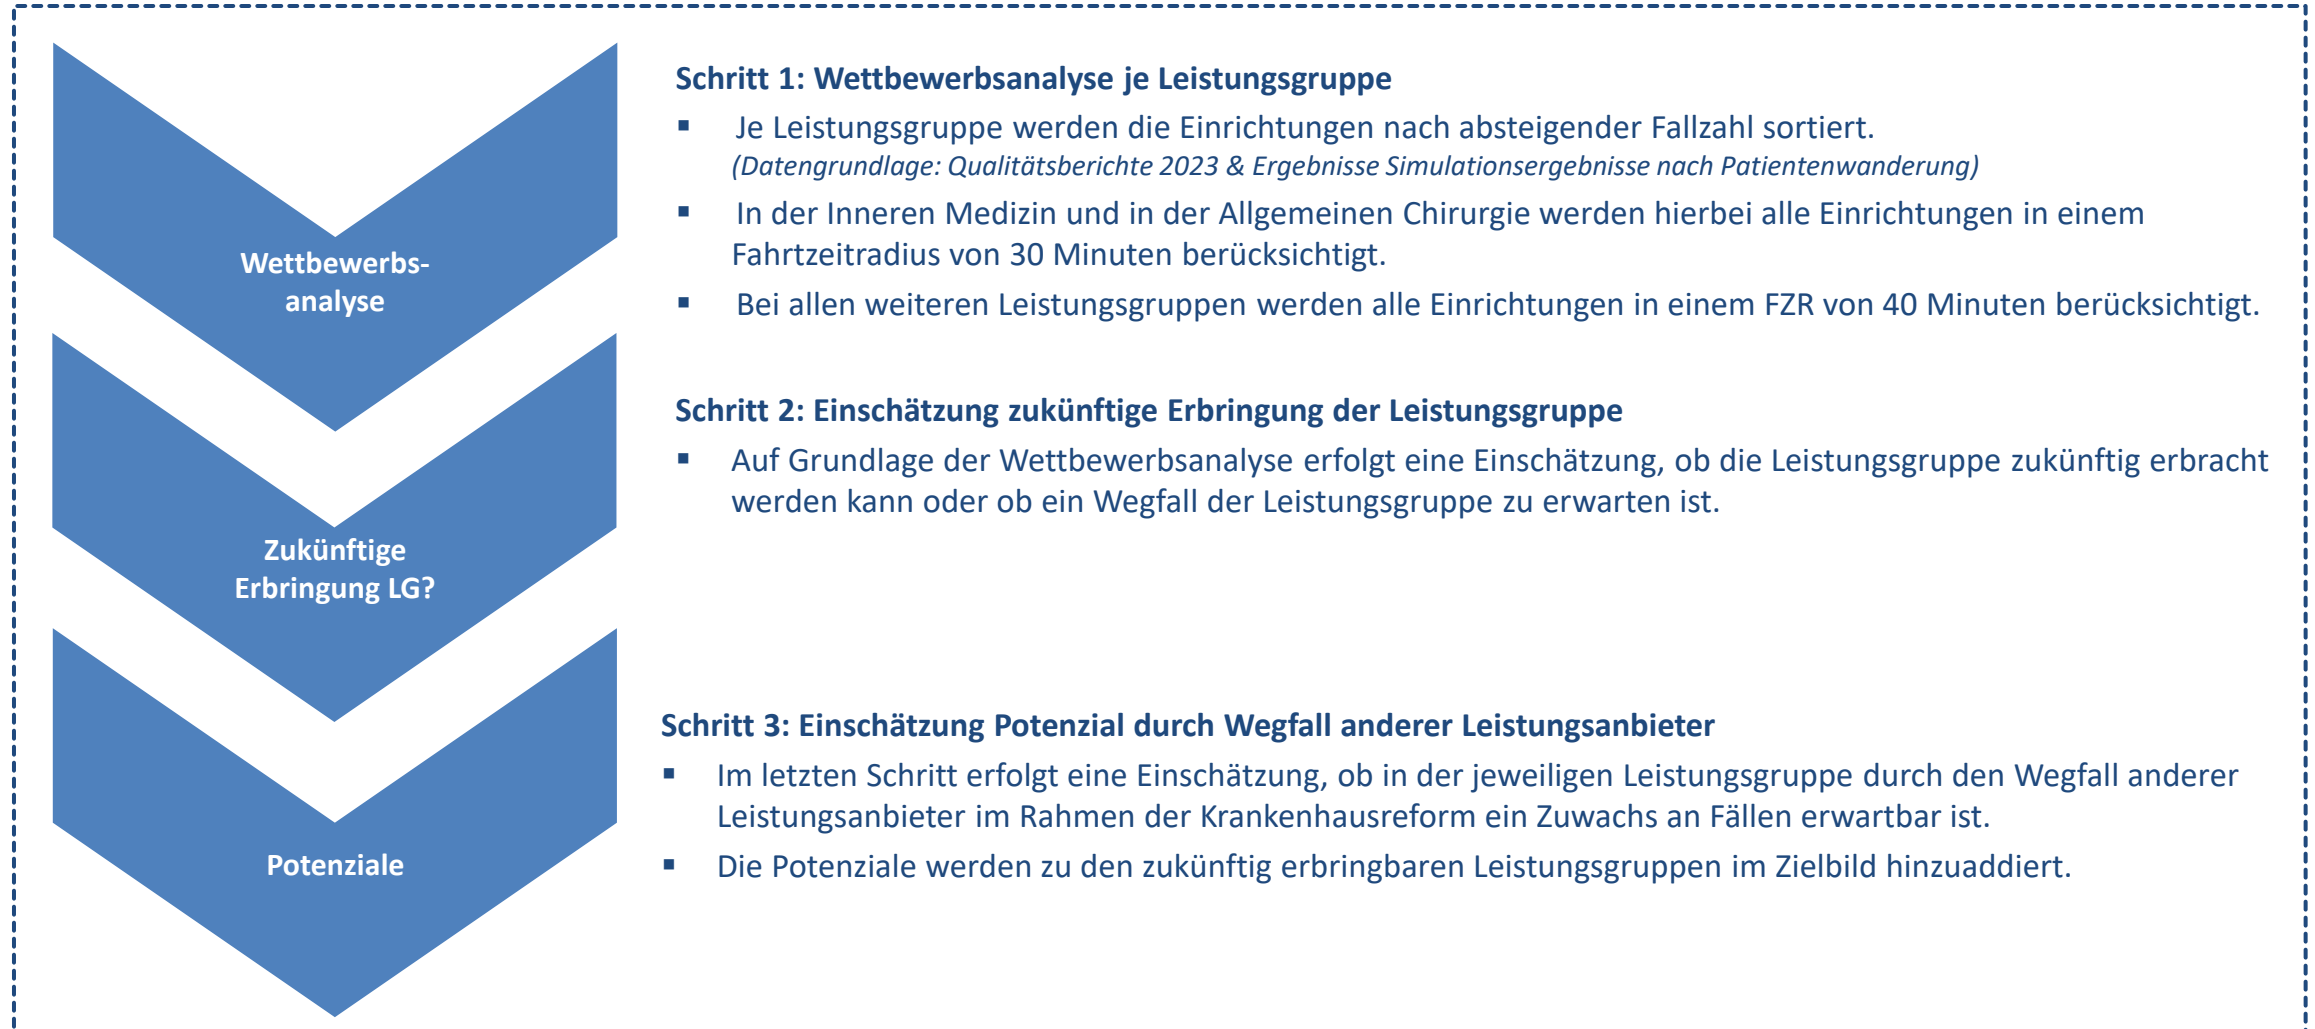 Wettbewerbs-
analyse
Schritt 1: Wettbewerbsanalyse je Leistungsgruppe
▪ Je Leistungsgruppe werden die Einrichtungen nach absteigender Fallzahl sortiert.
(Datengrundlage: Qualitätsberichte 2023 & Ergebnisse Simulationsergebnisse nach Patientenwanderung)
▪ In der Inneren Medizin und in der Allgemeinen Chirurgie werden hierbei alle Einrichtungen in einem
Fahrtzeitradius von 30 Minuten berücksichtigt.
▪ Bei allen weiteren Leistungsgruppen werden alle Einrichtungen in einem FZR von 40 Minuten berücksichtigt.
Zukünftige
Erbringung LG?
Schritt 2: Einschätzung zukünftige Erbringung der Leistungsgruppe
▪ Auf Grundlage der Wettbewerbsanalyse erfolgt eine Einschätzung, ob die Leistungsgruppe zukünftig erbracht
werden kann oder ob ein Wegfall der Leistungsgruppe zu erwarten ist.
Potenziale
Schritt 3: Einschätzung Potenzial durch Wegfall anderer Leistungsanbieter
▪ Im letzten Schritt erfolgt eine Einschätzung, ob in der jeweiligen Leistungsgruppe durch den Wegfall anderer
Leistungsanbieter im Rahmen der Krankenhausreform ein Zuwachs an Fällen erwartbar ist.
▪ Die Potenziale werden zu den zukünftig erbringbaren Leistungsgruppen im Zielbild hinzuaddiert.